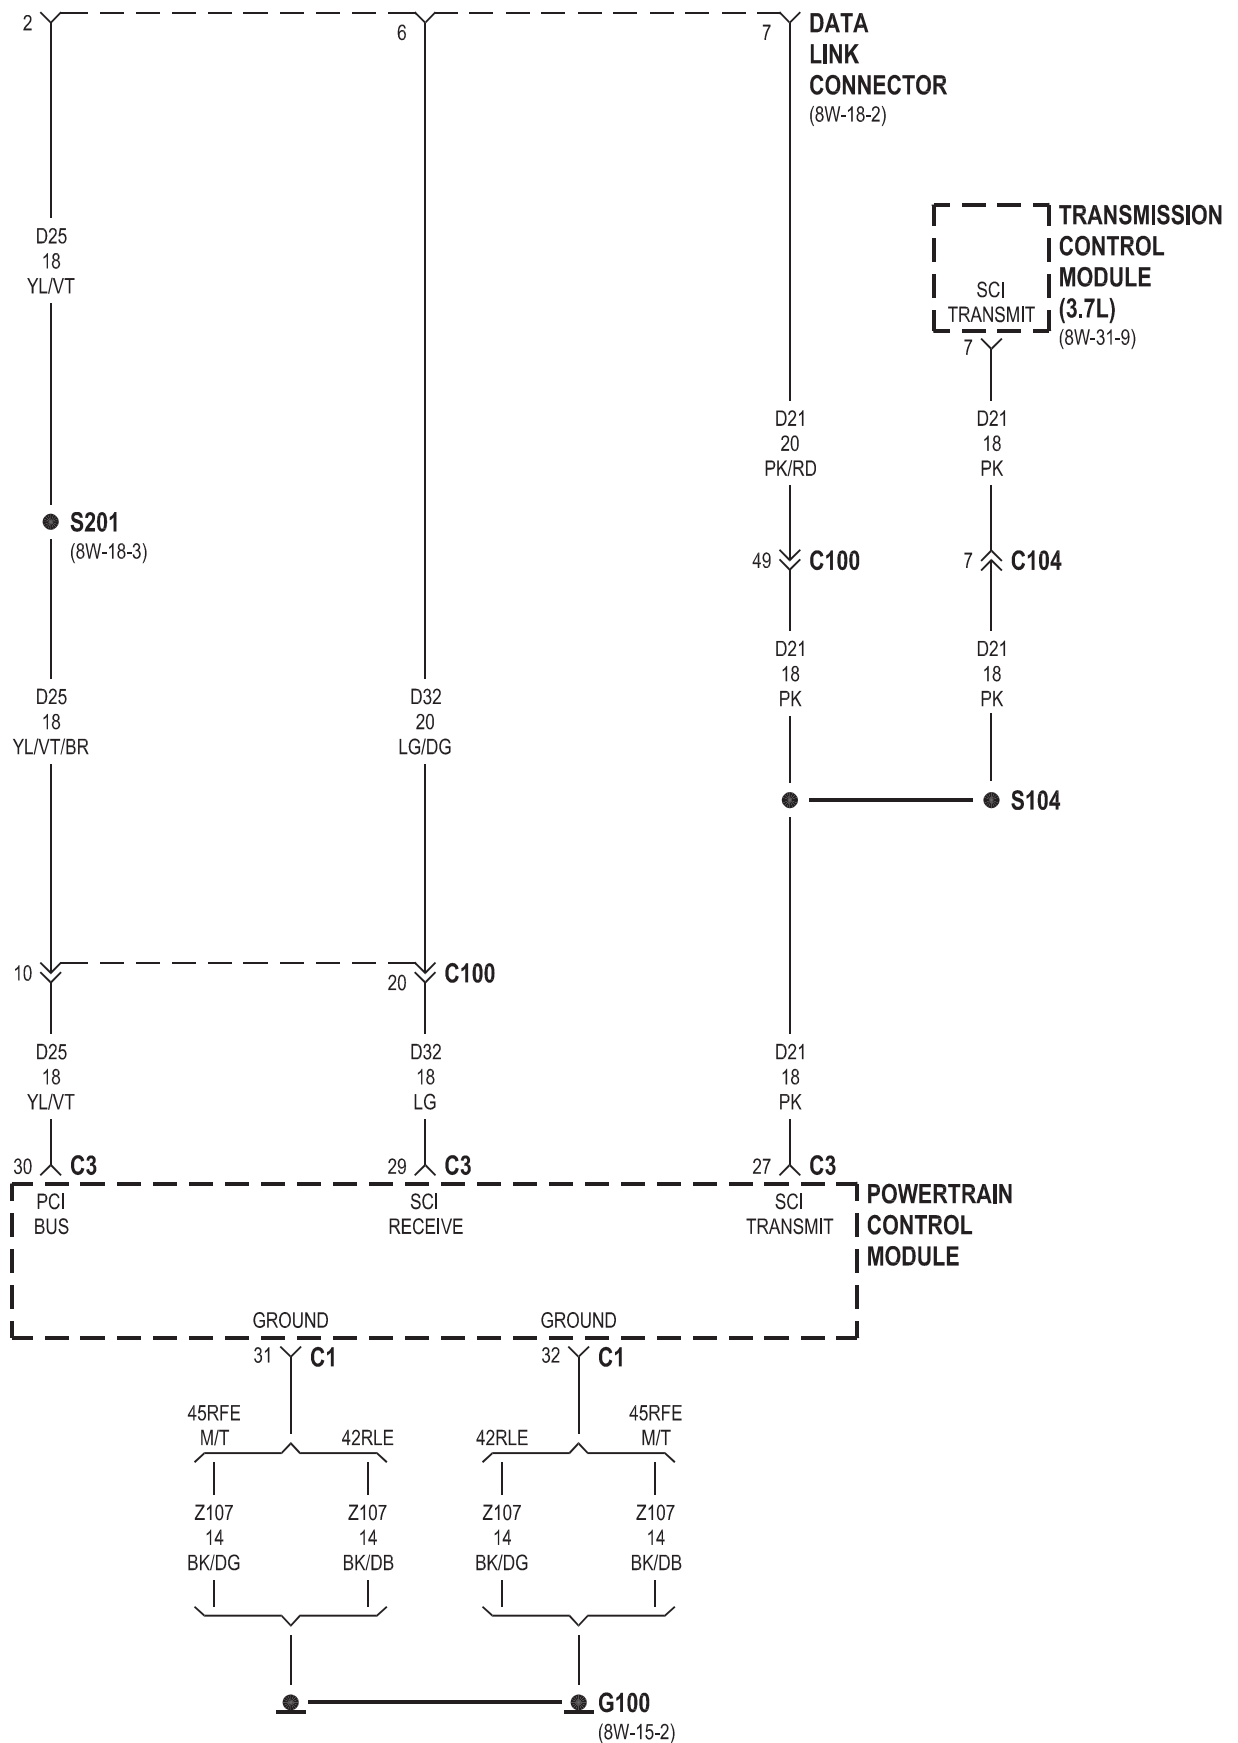 2
6
7
DATA
LINK
CONNECTOR
(8W-18-2)
TRANSMISSION
CONTROL
MODULE
(3.7L)
(8W-31-9)
SCI
TRANSMIT
7
D25
18
YL/VT
D21
20
PK/RD
D21
18
PK
S201
(8W-18-3)
49
C100
7
C104
D21
18
PK
D21
18
PK
D25
18
YL/VT/BR
D32
20
LG/DG
S104
10
20
C100
D25
18
YL/VT
D32
18
LG
D21
18
PK
30
C3
29
C3
27
C3
PCI
BUS
SCI
RECEIVE
SCI
TRANSMIT
POWERTRAIN
CONTROL
MODULE
GROUND
GROUND
31
C1
32
C1
45RFE
M/T
42RLE
42RLE
45RFE
M/T
Z107
14
BK/DG
Z107
14
BK/DB
Z107
14
BK/DG
Z107
14
BK/DB
G100
(8W-15-2)